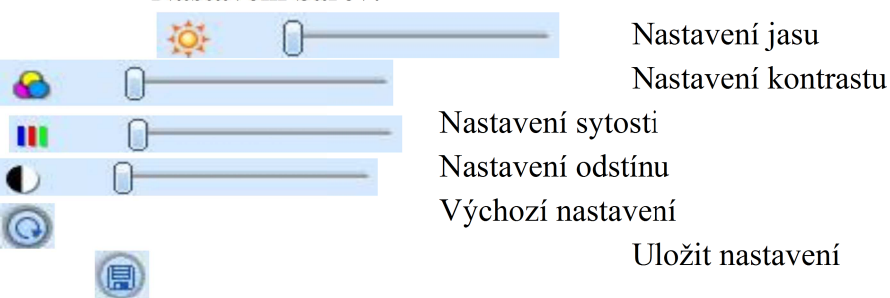 Nastavení jasu
Nastavení kontrastu
Nastavení sytosti
Nastavení odstínu
Výchozí nastavení
Uložit nastavení